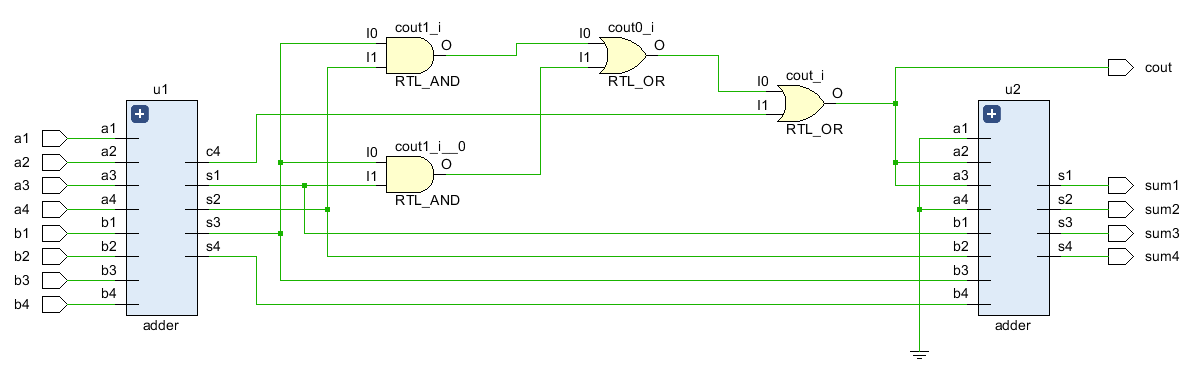 cout1_i
I0
O
I1
RTL_AND
cout0_i
I0
O
I1
RTL_OR
cout_i
I0
O
I1
RTL_OR
cout
u1
a1 a1
a2 a2 c4
a3 a3 s1
a4 a4 s2
b1 b1 s3
b2 b2 s4
b3 b3
b4 b4
adder
cout1_i__0
I0
O
I1
RTL_AND
u2
a1
a2
a3 s1 sum1
a4 s2 sum2
b1 s3 sum3
b2 s4 sum4
b3
b4
adder